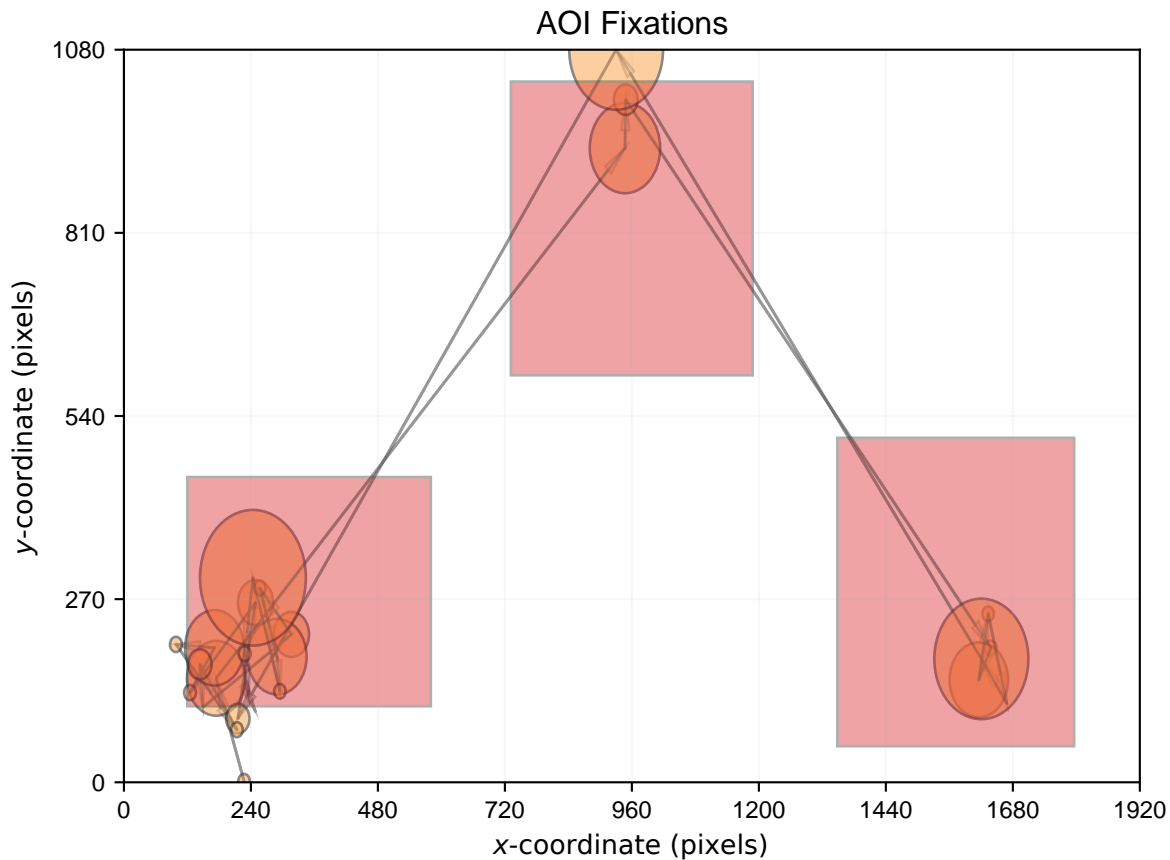 AOI Fixations
1080
810
540
270
0
0 240 480 720 960 1200 1440 1680 1920
x-coordinate (pixels)
y-coordinate (pixels)